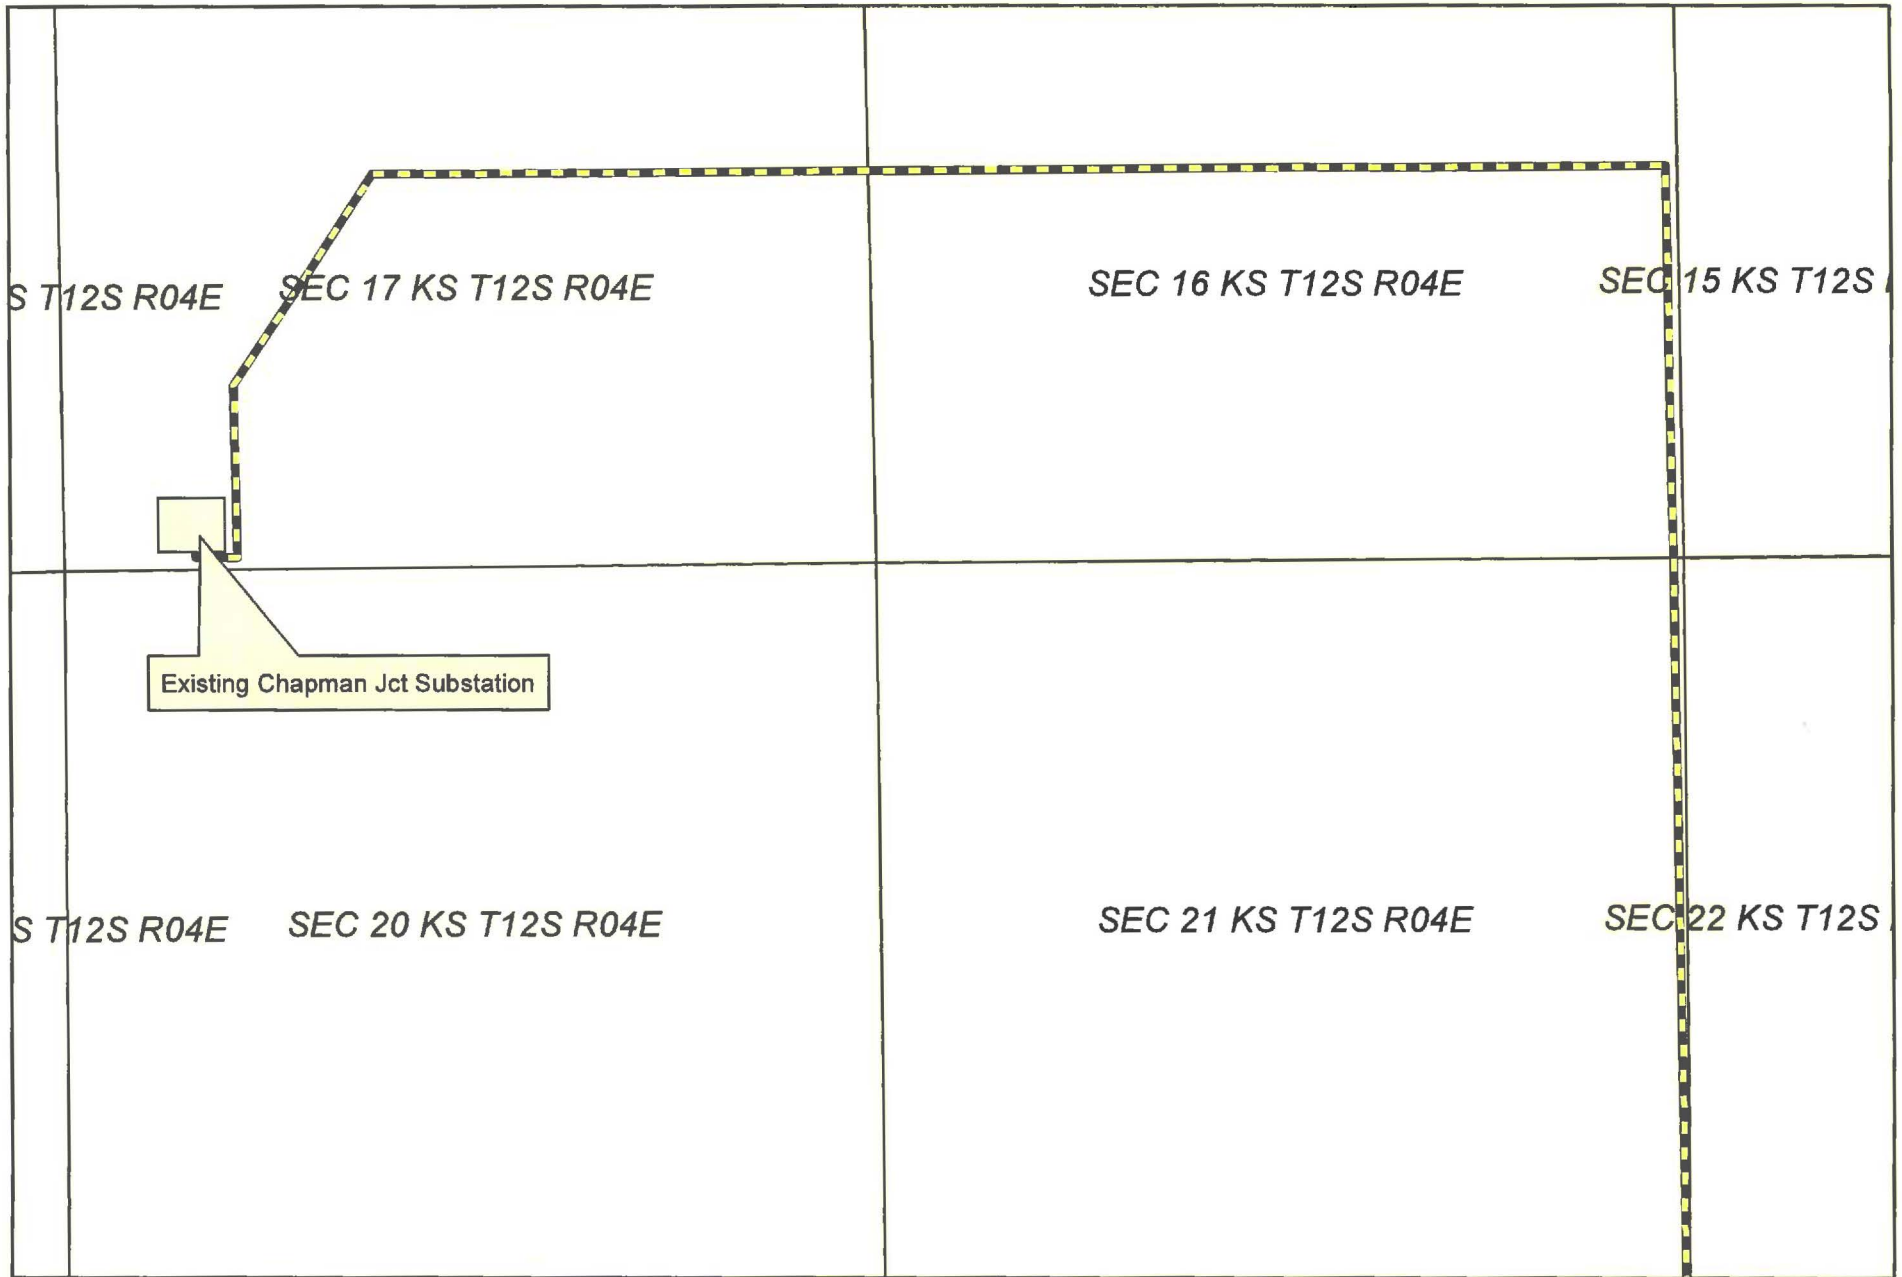 S T12S R04E
SEC 17 KS T12S R04E
SEC 16 KS T12S R04E
SEC 15 KS T12S
Existing Chapman Jct Substation
S T12S R04E
SEC 20 KS T12S R04E
SEC 21 KS T12S R04E
SEC 22 KS T12S